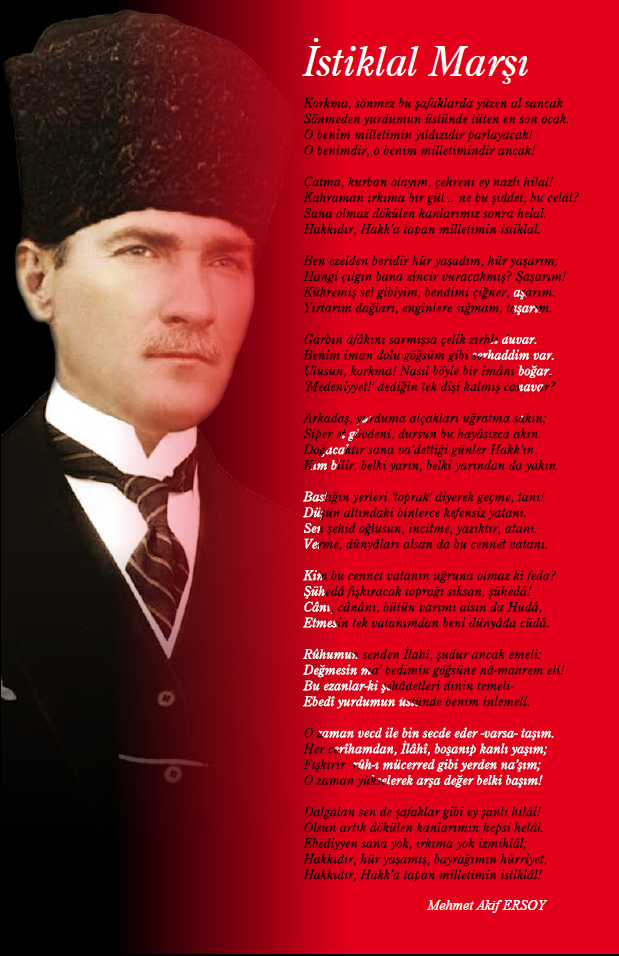 İstiklal Marşı
Korkma, sönmez bu şafaklarda yüzen al sancak
Sönmeden yurdumun üstünde tüten en son ocak.
O benim milletimin yıldızıdır parlayacak!
O benimdir, o benim milletimindir ancak!
Çatma, kurban olayım, çehreni ey nazlı hilal!
Kahraman ırkıma bir gül... ne bu şiddet, bu celâl?
Sana olmaz dökülen kanlarımız sonra helal.
Hakkıdır, Hakk'a tapan milletimin istiklal.
Ben ezelden beridir hür yaşadım, hür yaşarım;
Hangi çılgın bana zincir vuracakmış? Şaşarım!
Kükremiş sel gibiyim, bendimi çiğner, aşarım.
Yırtarım dağları, enginlere sığmam, taşarım.
Garbın âfâkını sarmışsa çelik zırhlı duvar.
Benim iman dolu göğsüm gibi serhaddim var.
Ulusun, korkma! Nasıl böyle bir imânı boğar.
'Medeniyyet!' dediğin tek dişi kalmış canavar?
Arkadaş, yurduma alçakları uğratma sakın;
Siper et gövdeni, dursun bu hayâsızca akın.
Doğacaktır sana va'dettiği günler Hakk'ın,
Kim bilir, belki yarın, belki yarından da yakın.
Bastığın yerleri 'toprak' diyerek geçme, tanı!
Düşün altındaki binlerce kefensiz yatanı.
Sen şehid oğlusun, incitme, yazıktır, atanı.
Verme, dünyâları alsan da bu cennet vatanı.
Kim bu cennet vatanın uğruna olmaz ki feda?
Şühedâ fışkıracak toprağı sıksan, şühedâ!
Cânı, cânânı, bütün varımı alsın da Hudâ,
Etmesin tek vatanımdan beni dünyâda cüdâ.
Rûhumun senden İlahî, şudur ancak emeli:
Değmesin ma' bedimin göğsüne nâ-mahrem eli!
Bu ezanlar-ki şehâdetleri dinin temeli-
Ebedî yurdumun üstünde benim inlemeli.
O zaman vecd ile bin secde eder -varsa- taşım.
Her cerîhamdan, İlâhî, boşanıp kanlı yaşım;
Fışkırır rûh-ı mücerred gibi yerden na'şım;
O zaman yükselerek arşa değer belki başım!
Dalgalan sen de şafaklar gibi ey şanlı hilâl!
Olsun artık dökülen kanlarımın hepsi helâl.
Ebediyyen sana yok, ırkıma yok izmihlâl;
Hakkıdır, hür yaşamış, bayrağımın hürriyet,
Hakkıdır, Hakk'a tapan milletimin istiklâl!
Mehmet Akif ERSOY